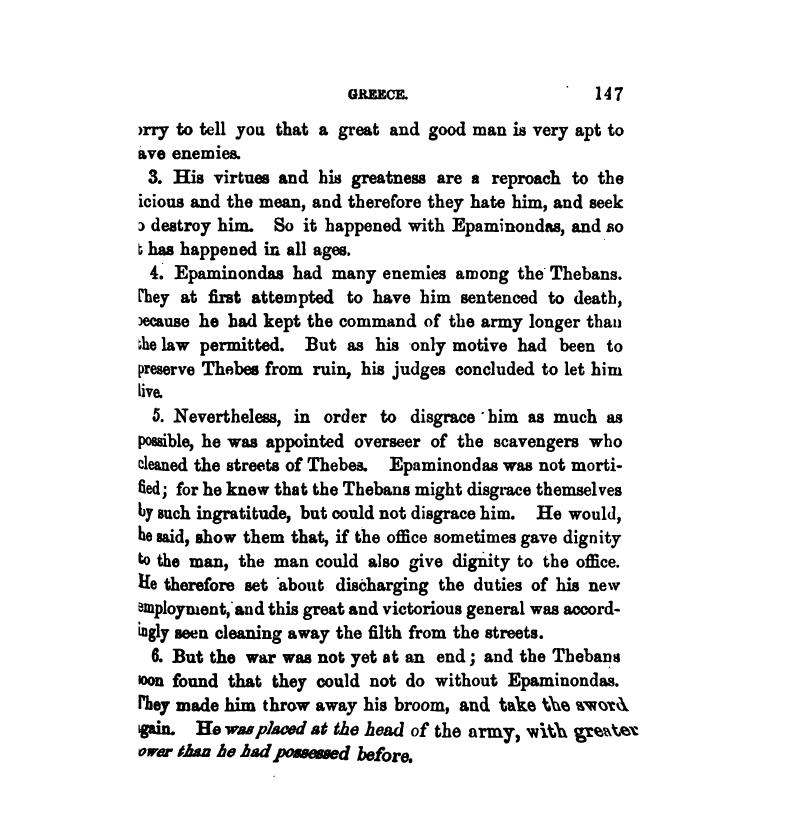 GREECE. 147
rry to tell you that a great and good man is very apt to
ave enemies.
3. His virtues and his greatness are a reproach to the
icious and the mean, and therefore they hate him, and seek
o destroy him. So it happened with Epaminondas, and so
t has happened in all ages.
4. Epaminondas had many enemies among the Thebans.
They at first attempted to have him sentenced to death,
because he had kept the command of the army longer than
the law permitted. But as his only motive had been to
preserve Thebes from ruin, his judges concluded to let him
live.
5. Nevertheless, in order to disgrace him as much as
possible, he was appointed overseer of the scavengers who
cleaned the streets of Thebes. Epaminondas was not morti-
fied; for he knew that the Thebans might disgrace themselves
by such ingratitude, but could not disgrace him. He would,
he said, show them that, if the office sometimes gave dignity
to the man, the man could also give dignity to the office.
He therefore set about discharging the duties of his new
employment, and this great and victorious general was accord-
ingly seen cleaning away the filth from the streets.
6. But the war was not yet at an end; and the Thebans
soon found that they could not do without Epaminondas.
They made him throw away his broom, and take the sword
gain. He was placed at the head of the army, with greater
ower than he had possessed before.